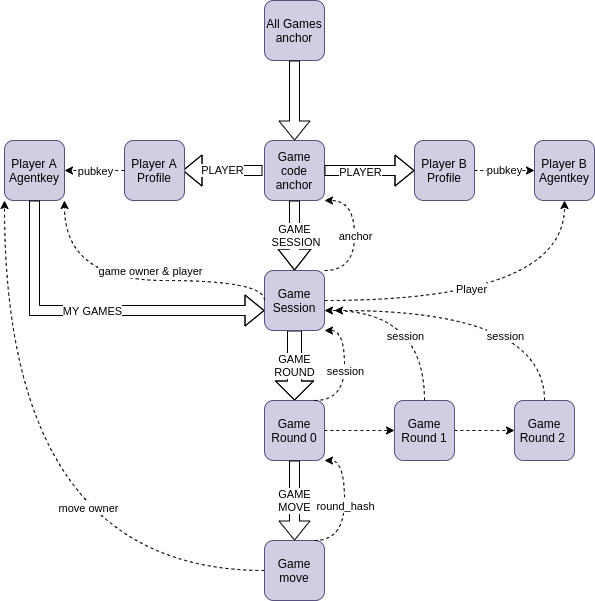 All Games
anchor
Player A
Agentkey
pubkey
Player A
Profile
PLAYER
Game
code
anchor
PLAYER
Player B
Profile
pubkey
Player B
Agentkey
GAME
SESSION
anchor
game owner & player
Game
Session
Player
MY GAMES
GAME
ROUND
session
session
session
Game
Round 0
Game
Round 1
Game
Round 2
GAME
MOVE
round_hash
move owner
Game
move